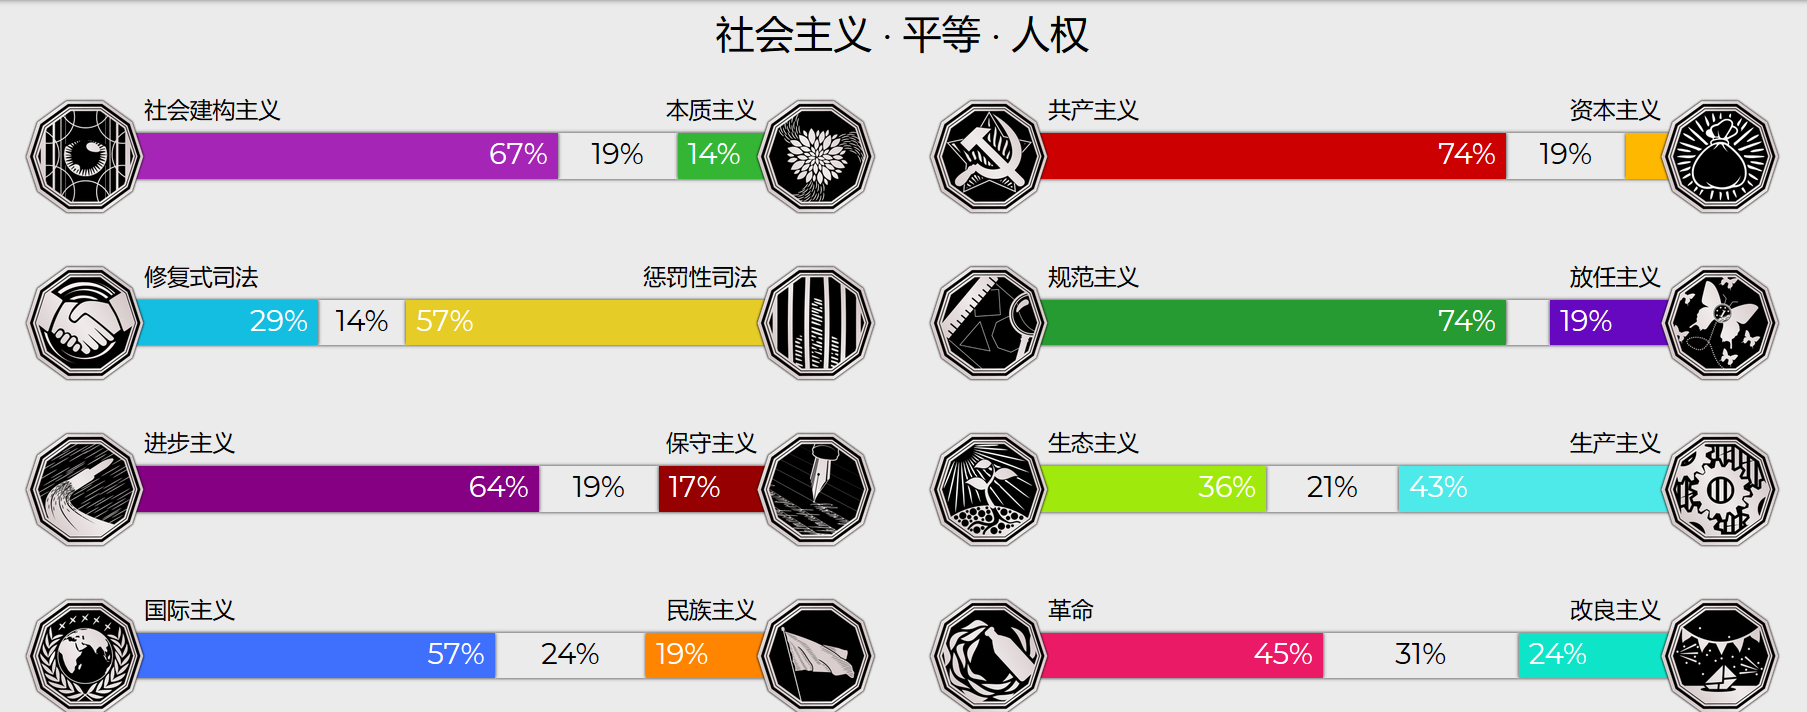 社会主义 · 平等 · 人权
社会建构主义 本质主义
67% 19% 14%
共产主义 资本主义
74% 19%
修复式司法 惩罚性司法
29% 14% 57%
规范主义 放任主义
74% 19%
进步主义 保守主义
64% 19% 17%
生态主义 生产主义
36% 21% 43%
国际主义 民族主义
57% 24% 19%
革命 改良主义
45% 31% 24%